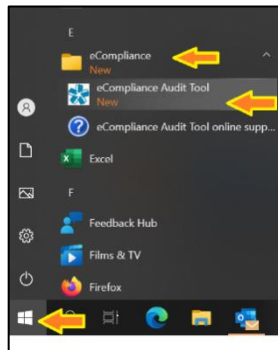 E
eCompliance
New
eCompliance Audit Tool
New
eCompliance Audit Tool online supp...
Excel
F
Feedback Hub
Films & TV
Firefox